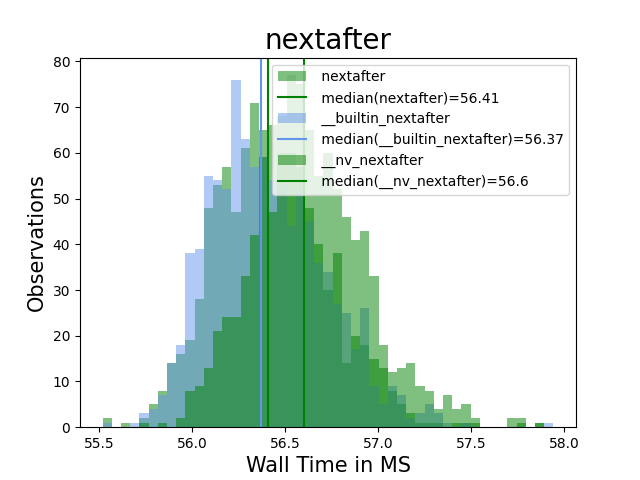 nextafter
80
70
60
50
40
30
20
10
0
Observations
nextafter
median(nextafter)=56.41
__builtin_nextafter
median(__builtin_nextafter)=56.37
__nv_nextafter
median(__nv_nextafter)=56.6
55.5 56.0 56.5 57.0 57.5 58.0
Wall Time in MS